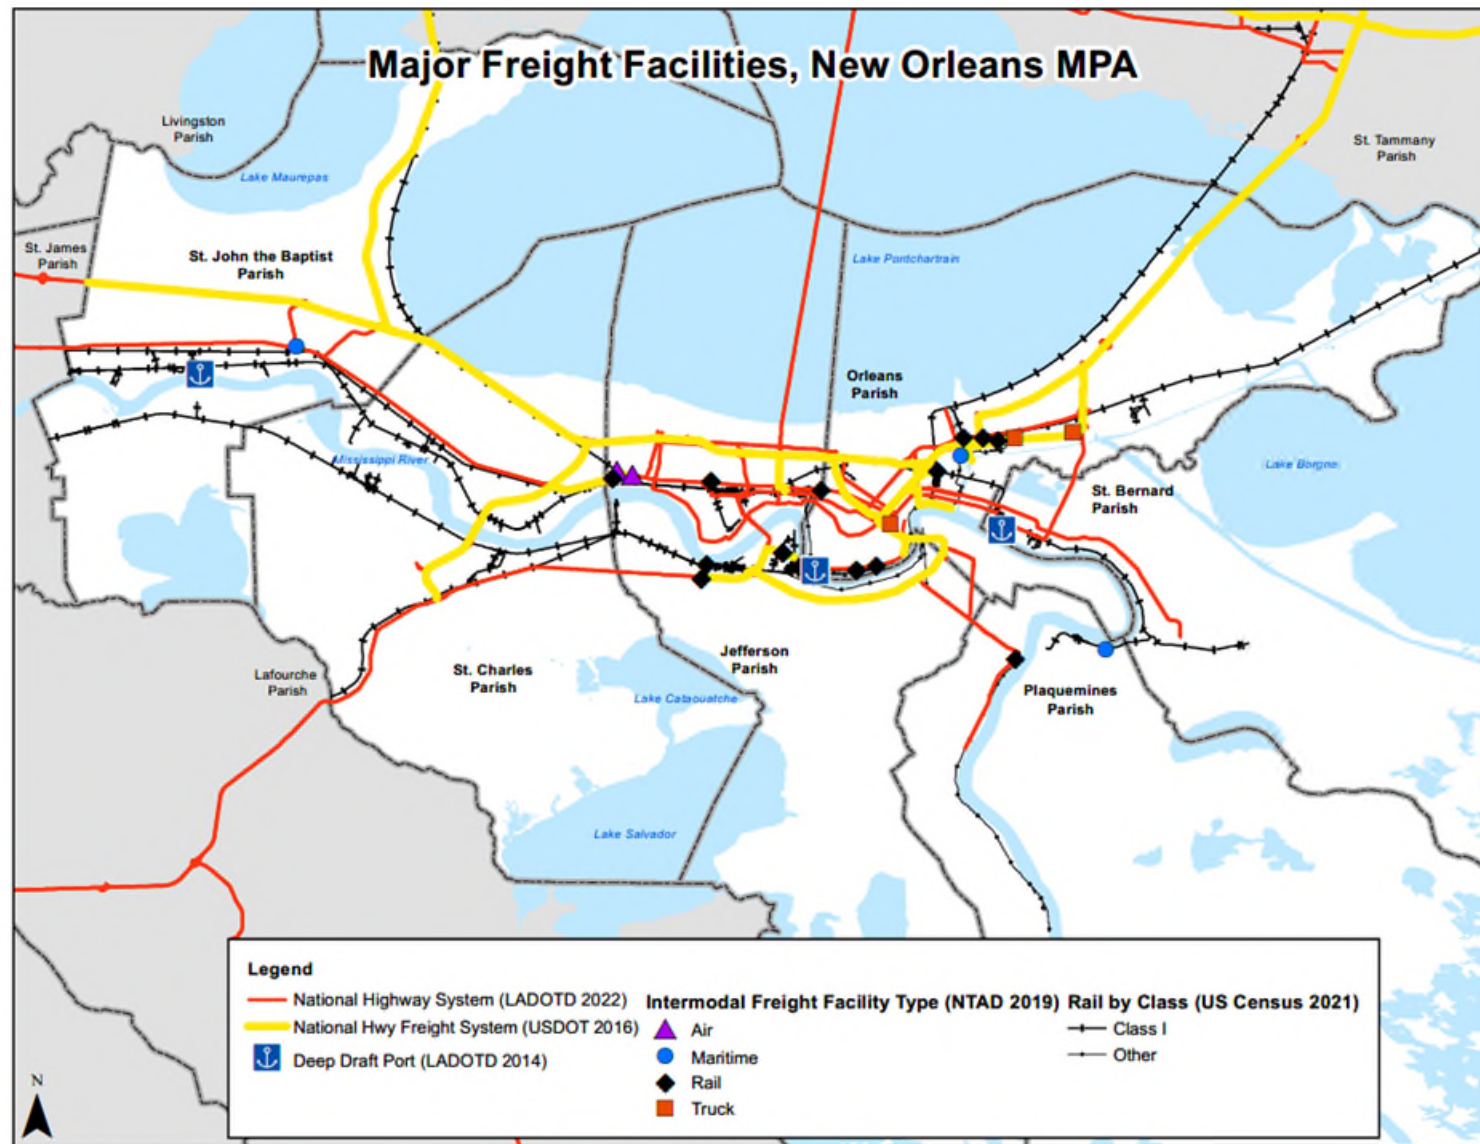 Major Freight Facilities, New Orleans MPA
Livingston
Parish
Lake Maurepas
St. Tammany
Parish
St. James
Parish
St. John the Baptist
Parish
Lake Pontchartrain
Orleans
Parish
Mississippi River
Lake Borgne
St. Bernard
Parish
Lafourche
Parish
St. Charles
Parish
Jefferson
Parish
Lake Cataouatche
Plaquemines
Parish
Lake Salvador
Legend
National Highway System (LADOTD 2022)
National Hwy Freight System (USDOT 2016)
Deep Draft Port (LADOTD 2014)
Intermodal Freight Facility Type (NTAD 2019)
Air
Maritime
Rail
Truck
Rail by Class (US Census 2021)
Class I
Other
N